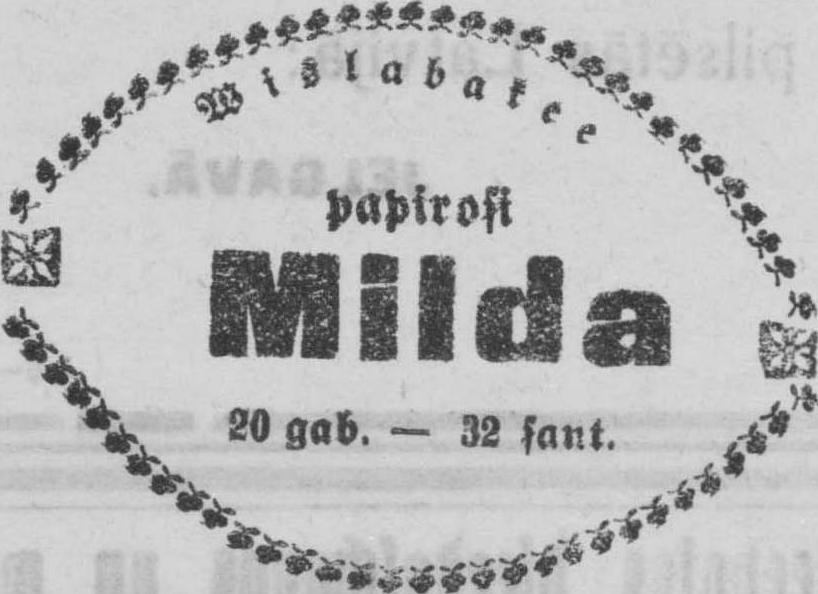 Wislabakee
papirosi
Milda
20 gab. — 32 sant.